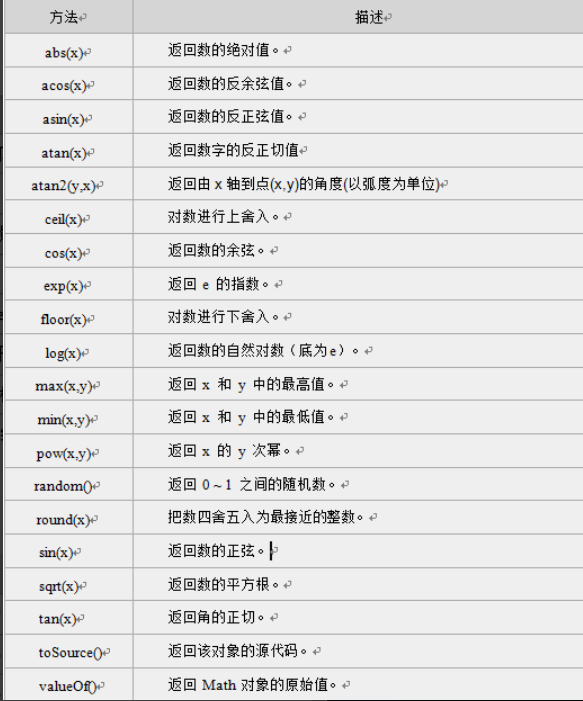 方法 描述
abs(x) 返回数的绝对值。
acos(x) 返回数的反余弦值。
asin(x) 返回数的反正弦值。
atan(x) 返回数字的反正切值
atan2(y,x) 返回由 x 轴到点(x,y)的角度(以弧度为单位)
ceil(x) 对数进行上舍入。
cos(x) 返回数的余弦。
exp(x) 返回 e 的指数。
floor(x) 对数进行下舍入。
log(x) 返回数的自然对数（底为e）。
max(x,y) 返回 x 和 y 中的最高值。
min(x,y) 返回 x 和 y 中的最低值。
pow(x,y) 返回 x 的 y 次幂。
random() 返回 0~1 之间的随机数。
round(x) 把数四舍五入为最接近的整数。
sin(x) 返回数的正弦。
sqrt(x) 返回数的平方根。
tan(x) 返回角的正切。
toSource() 返回该对象的源代码。
valueOf() 返回 Math 对象的原始值。